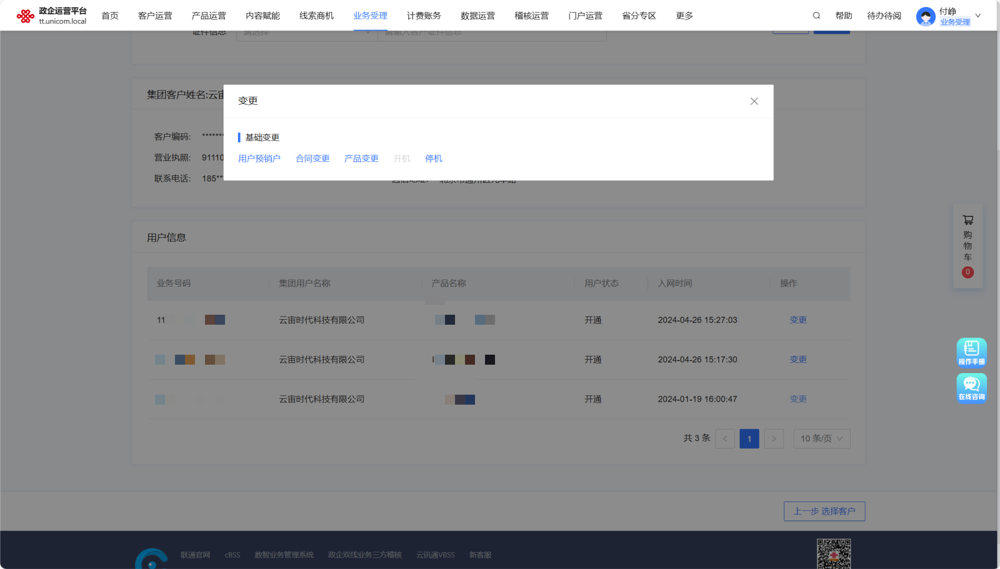 政企运营平台
tt.unicom.local
首页 客户运营 产品运营 内容赋能 线索商机 业务受理 计费账务 数据运营 稽核运营 门户运营 省分专区 更多
帮助 待办待阅 付峥
业务受理
证件信息 请选择 请输入客户证件信息
集团客户姓名:云宙
变更
客户编码: *******
基础变更
营业执照: 91110
用户预销户 合同变更 产品变更 开机 停机
联系电话: 185** 通信地址: 北京市通州区九华路
用户信息
业务号码 集团用户名称 产品名称 用户状态 入网时间 操作
11 云宙时代科技有限公司 开通 2024-04-26 15:27:03 变更
云宙时代科技有限公司 开通 2024-04-26 15:17:30 变更
云宙时代科技有限公司 开通 2024-01-19 16:00:47 变更
共 3 条 < 1 > 10 条/页
购物车
0
操作手册
在线咨询
上一步 选择客户
联通官网 cBSS 数智业务管理系统 政企双线业务三方稽核 云讯通VBSS 新客服